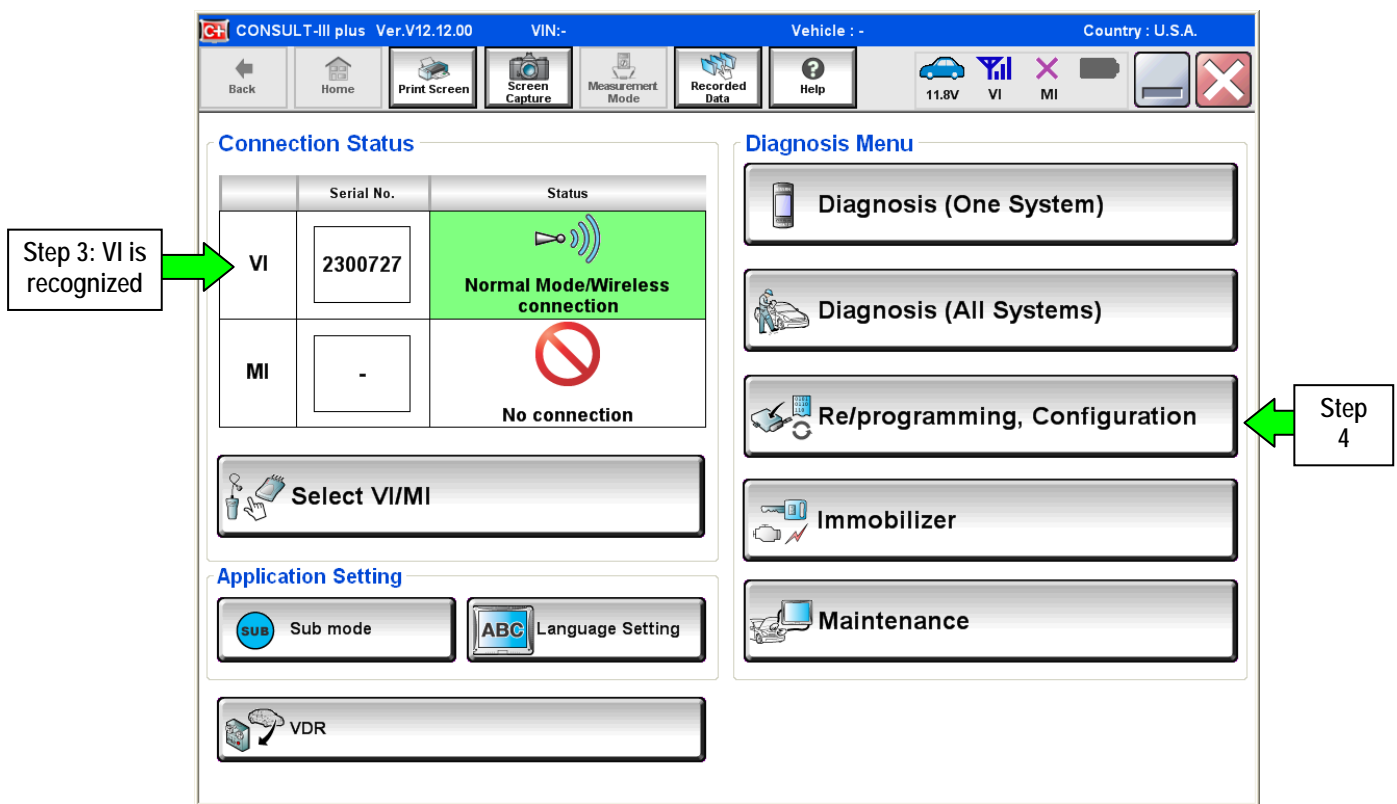 C+ CONSULT-III plus Ver.V12.12.00 VIN:- Vehicle : - Country : U.S.A.
Back
Home
Print Screen
Screen
Capture
Measurement
Mode
Recorded
Data
Help
11.8V
VI
MI
Connection Status
Serial No. Status
VI
2300727
Normal Mode/Wireless
connection
MI
-
No connection
Select VI/MI
Application Setting
SUB Sub mode
ABC Language Setting
VDR
Diagnosis Menu
Diagnosis (One System)
Diagnosis (All Systems)
Re/programming, Configuration
Immobilizer
Maintenance
Step 3: VI is
recognized
Step
4